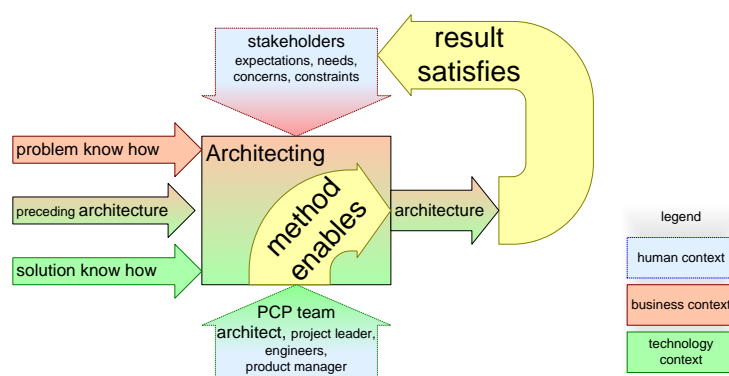 stakeholders
expectations, needs,
concerns, constraints
result
satisfies
problem know how
Architecting
preceding architecture
method
enables
architecture
solution know how
PCP team
architect, project leader,
engineers,
product manager
legend
human context
business context
technology
context